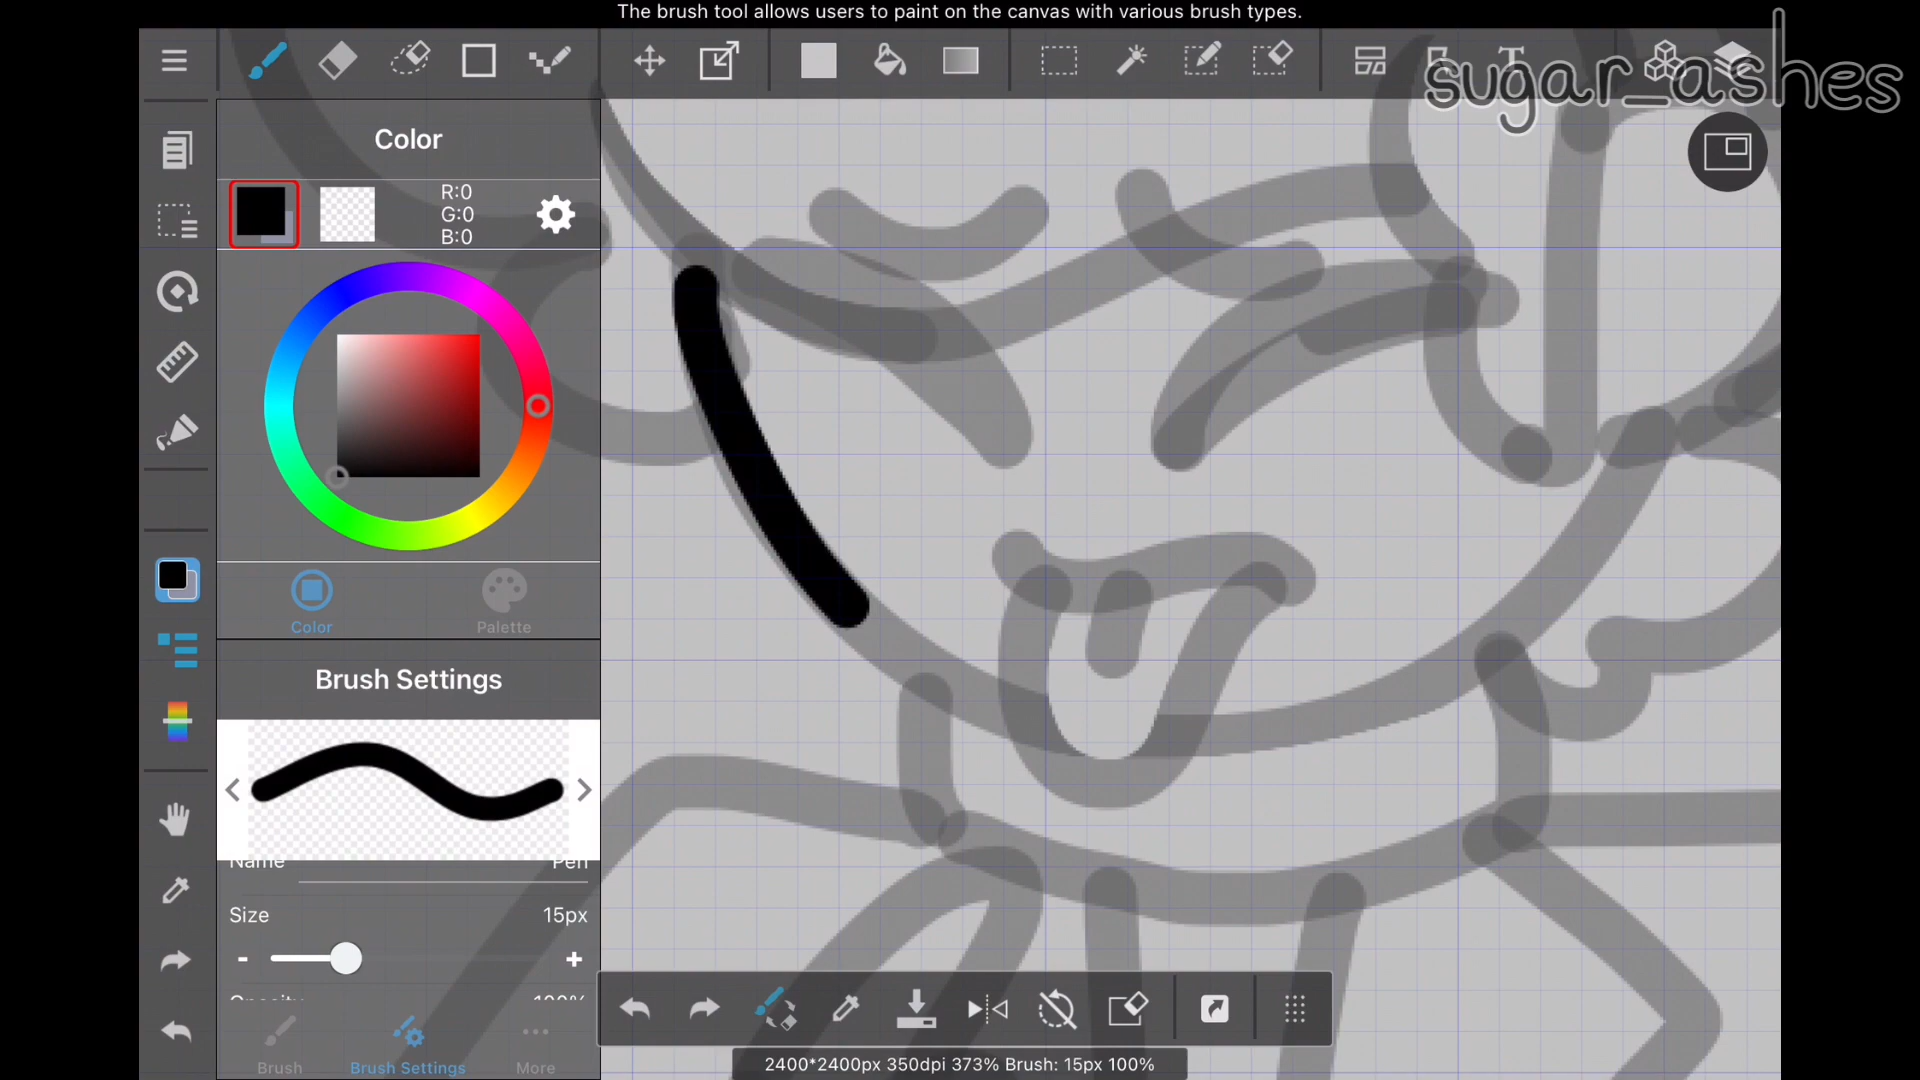 The brush tool allows users to paint on the canvas with various brush types.
sugar_ashes
Color
R:0
G:0
B:0
Color
Palette
Brush Settings
Name Pen
Size 15px
-
+
Opacity 100%
Brush
Brush Settings
More
2400*2400px 350dpi 373% Brush: 15px 100%